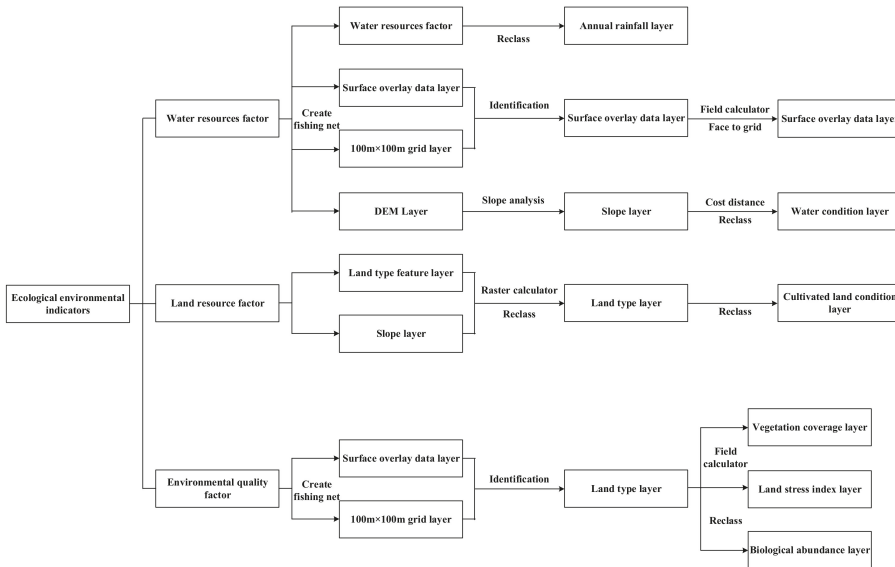 Water resources factor
Reclass
Annual rainfall layer
Surface overlay data layer
Water resources factor
Create
fishing net
100m×100m grid layer
Identification
Surface overlay data layer
Field calculator
Face to grid
Surface overlay data layer
DEM Layer
Slope analysis
Slope layer
Cost distance
Reclass
Water condition layer
Ecological environmental
indicators
Land resource factor
Land type feature layer
Slope layer
Raster calculator
Reclass
Land type layer
Reclass
Cultivated land condition
layer
Environmental quality
factor
Create
fishing net
Surface overlay data layer
100m×100m grid layer
Identification
Land type layer
Field
calculator
Reclass
Vegetation coverage layer
Land stress index layer
Biological abundance layer